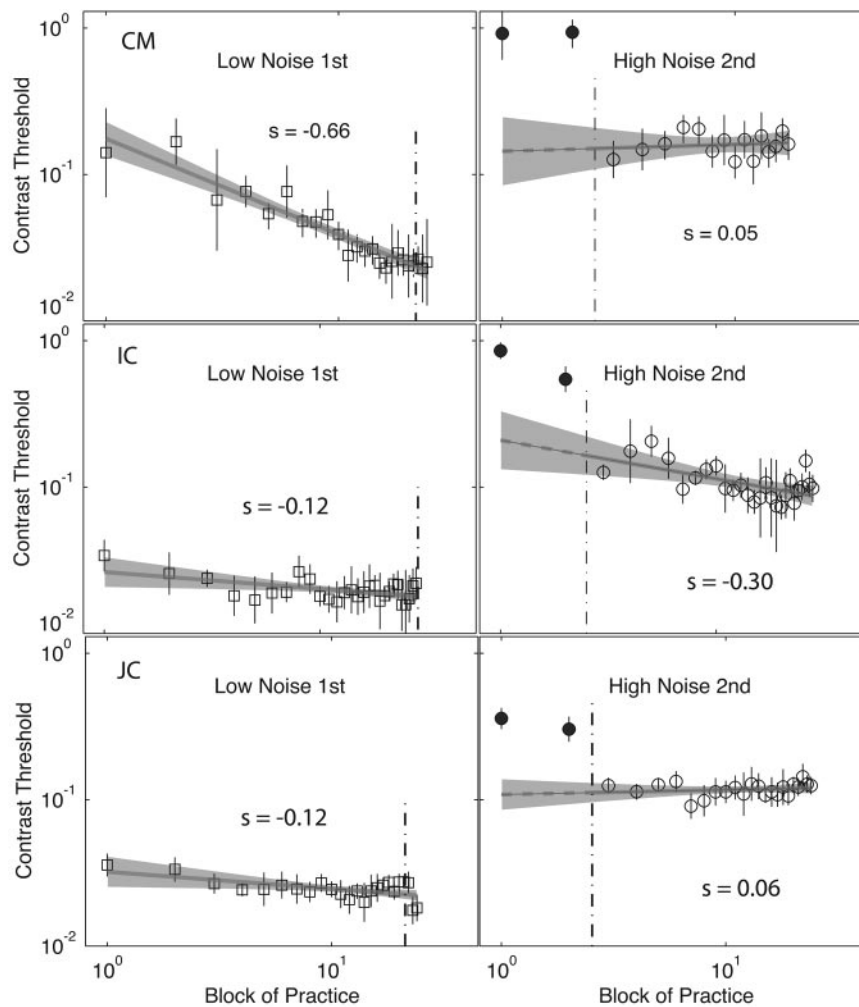 CM
Low Noise 1st
s = -0.66
Contrast Threshold
10⁰
10⁻¹
10⁻²
High Noise 2nd
s = 0.05
IC
Low Noise 1st
s = -0.12
Contrast Threshold
10⁰
10⁻¹
10⁻²
High Noise 2nd
s = -0.30
JC
Low Noise 1st
s = -0.12
Contrast Threshold
10⁰
10⁻¹
10⁻²
10⁰
10¹
Block of Practice
High Noise 2nd
s = 0.06
10⁰
10¹
Block of Practice